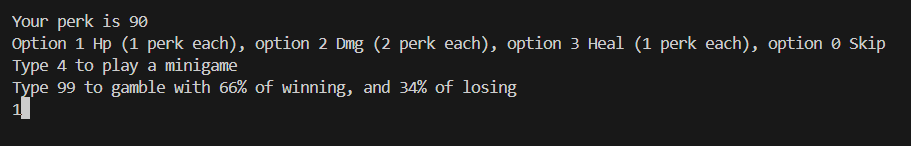 Your perk is 90
Option 1 Hp (1 perk each), option 2 Dmg (2 perk each), option 3 Heal (1 perk each), option 0 Skip
Type 4 to play a minigame
Type 99 to gamble with 66% of winning, and 34% of losing
1